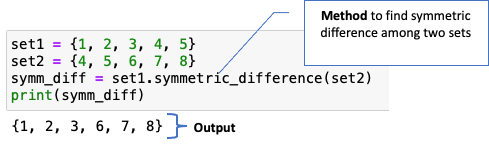 Method to find symmetric
difference among two sets
set1 = {1, 2, 3, 4, 5}
set2 = {4, 5, 6, 7, 8}
symm_diff = set1.symmetric_difference(set2)
print(symm_diff)
{1, 2, 3, 6, 7, 8}
Output